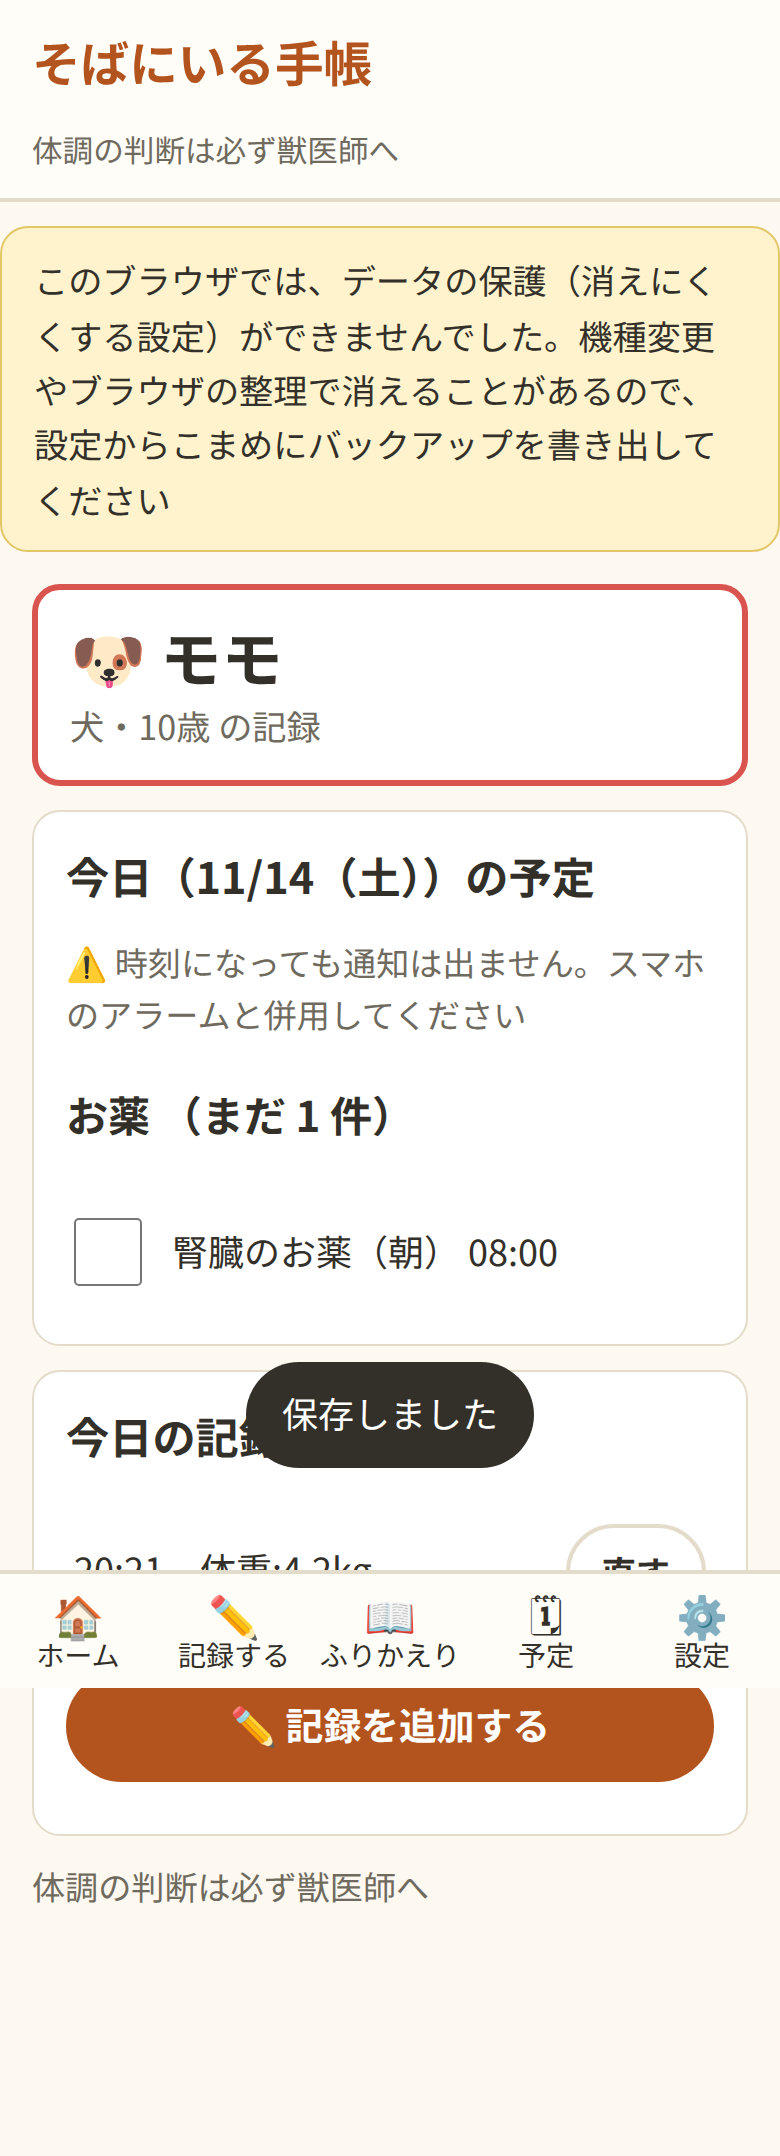 そばにいる手帳
体調の判断は必ず獣医師へ
このブラウザでは、データの保護（消えにく
くする設定）ができませんでした。機種変更
やブラウザの整理で消えることがあるので、
設定からこまめにバックアップを書き出して
ください
モモ
犬・10歳 の記録
今日（11/14（土））の予定
⚠️ 時刻になっても通知は出ません。スマホ
のアラームと併用してください
お薬 （まだ 1 件）
腎臓のお薬（朝） 08:00
今日の記録
保存しました
20:21 体重:4.2kg 直す
ホーム 記録する ふりかえり 予定 設定
✏️ 記録を追加する
体調の判断は必ず獣医師へ